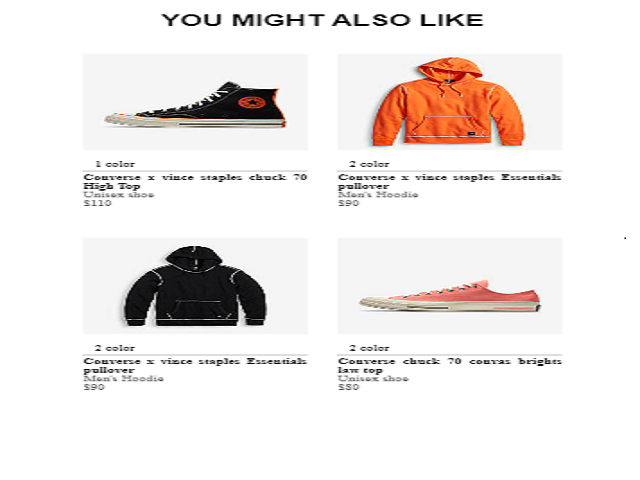 YOU MIGHT ALSO LIKE
1 color
Converse x vince staples chuck 70
High Top
Unisex shoe
$110
2 color
Converse x vince staples Essentials
pullover
Men's Hoodie
$90
2 color
Converse x vince staples Essentials
pullover
Men's Hoodie
$90
2 color
Converse chuck 70 convas brights
law top
Unisex shoe
$80